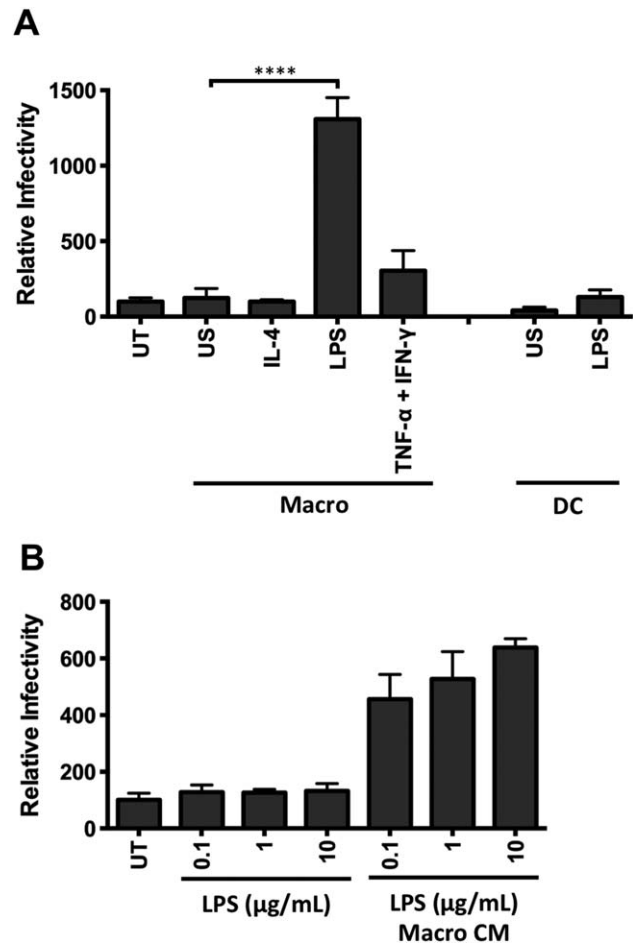 A
****
1500
1000
500
0
Relative Infectivity
UT
US
IL-4
LPS
TNF-α + IFN-γ
US
LPS
Macro
DC
B
800
600
400
200
0
Relative Infectivity
UT
0.1
1
10
0.1
1
10
LPS (µg/mL)
LPS (µg/mL)
Macro CM